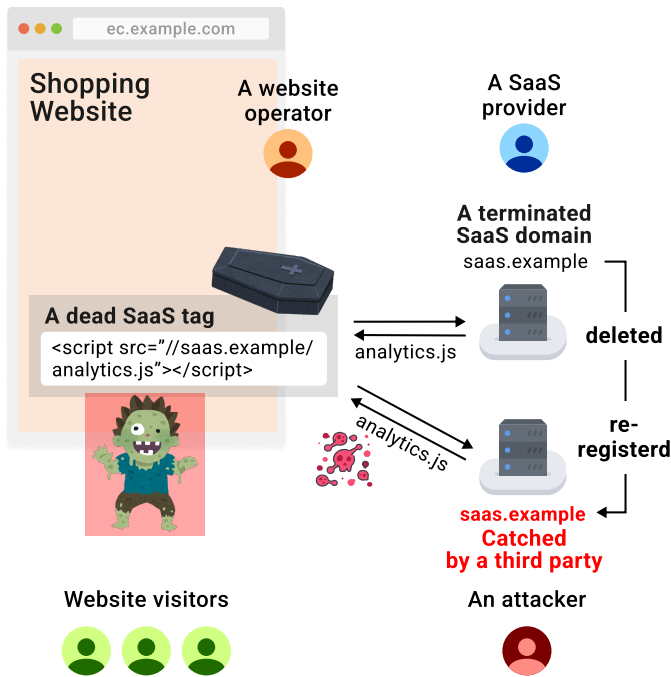 ec.example.com
Shopping
Website
A website
operator
A SaaS
provider
A terminated
SaaS domain
saas.example
A dead SaaS tag
<script src=”//saas.example/
analytics.js”></script>
analytics.js
deleted
analytics.js
re-
registerd
saas.example
Catched
by a third party
Website visitors
An attacker